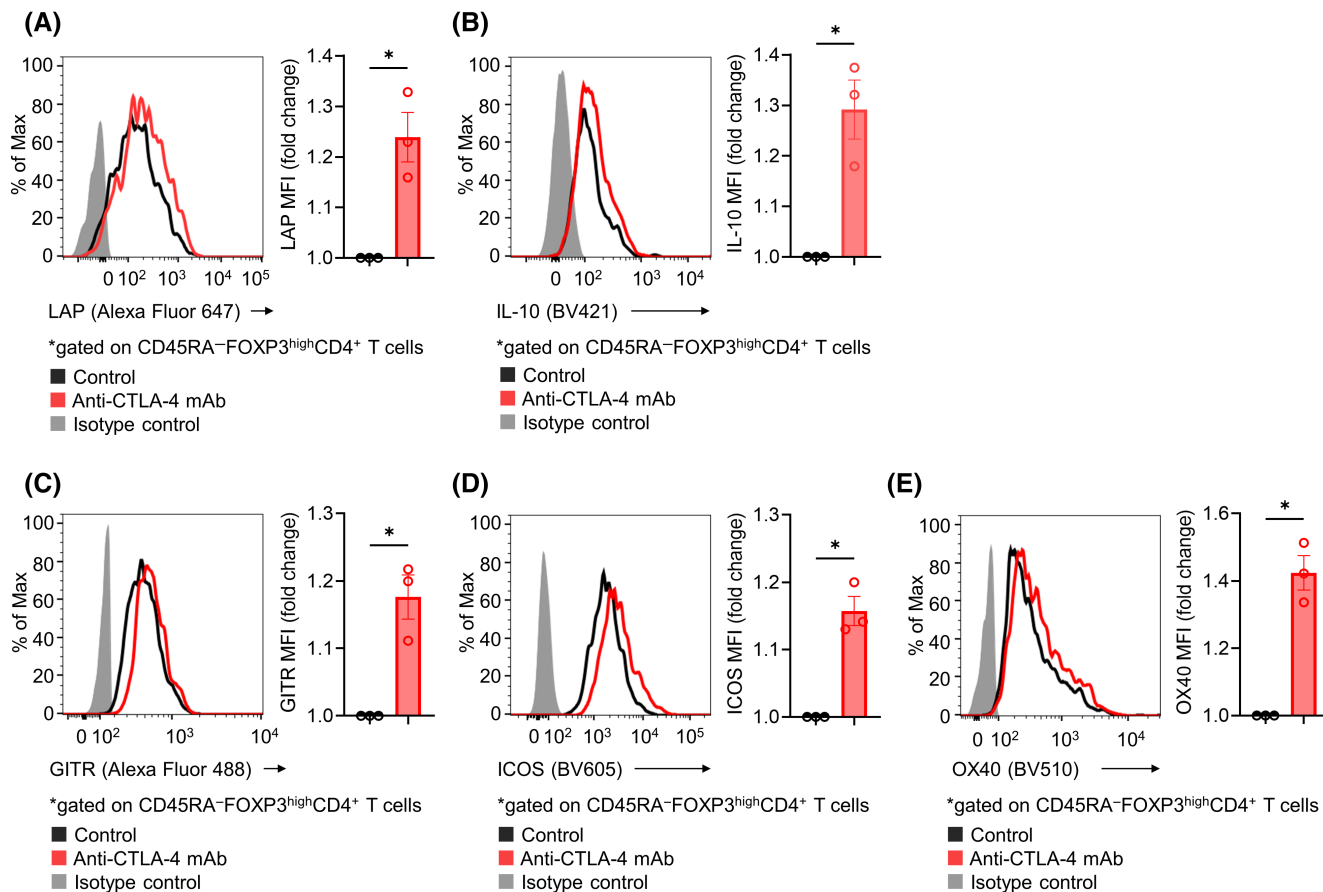 (A)
% of Max
100
80
60
40
20
0
0 10² 10³ 10⁴ 10⁵
LAP (Alexa Fluor 647) →
LAP MFI (fold change)
1.4
1.3
1.2
1.1
1.0
*
*gated on CD45RA⁻FOXP3ʰⁱᵍʰCD4⁺ T cells
Control
Anti-CTLA-4 mAb
Isotype control
(B)
% of Max
100
80
60
40
20
0
0 10² 10³ 10⁴
IL-10 (BV421) →
IL-10 MFI (fold change)
1.4
1.3
1.2
1.1
1.0
*
*gated on CD45RA⁻FOXP3ʰⁱᵍʰCD4⁺ T cells
Control
Anti-CTLA-4 mAb
Isotype control
(C)
% of Max
100
80
60
40
20
0
0 10² 10³ 10⁴
GITR (Alexa Fluor 488) →
GITR MFI (fold change)
1.3
1.2
1.1
1.0
*
*gated on CD45RA⁻FOXP3ʰⁱᵍʰCD4⁺ T cells
Control
Anti-CTLA-4 mAb
Isotype control
(D)
% of Max
100
80
60
40
20
0
0 10² 10³ 10⁴ 10⁵
ICOS (BV605) →
ICOS MFI (fold change)
1.3
1.2
1.1
1.0
*
*gated on CD45RA⁻FOXP3ʰⁱᵍʰCD4⁺ T cells
Control
Anti-CTLA-4 mAb
Isotype control
(E)
% of Max
100
80
60
40
20
0
0 10² 10³ 10⁴
OX40 (BV510) →
OX40 MFI (fold change)
1.6
1.4
1.2
1.0
*
*gated on CD45RA⁻FOXP3ʰⁱᵍʰCD4⁺ T cells
Control
Anti-CTLA-4 mAb
Isotype control